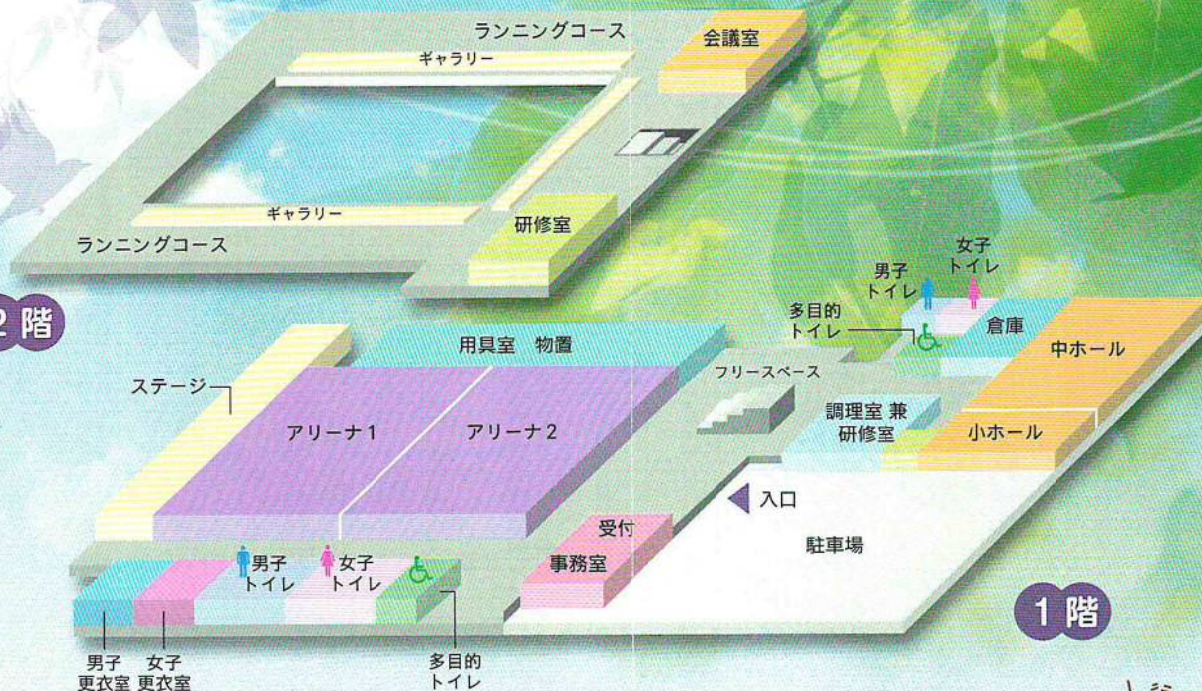 ランニングコース
会議室
ギャラリー
研修室
ギャラリー
ランニングコース
2階
女子
トイレ
男子
トイレ
多目的
トイレ
倉庫
中ホール
用具室 物置
フリースペース
ステージ
調理室 兼
研修室
小ホール
アリーナ1
アリーナ2
入口
受付
事務室
駐車場
男子
トイレ
女子
トイレ
1階
男子
更衣室
女子
更衣室
多目的
トイレ